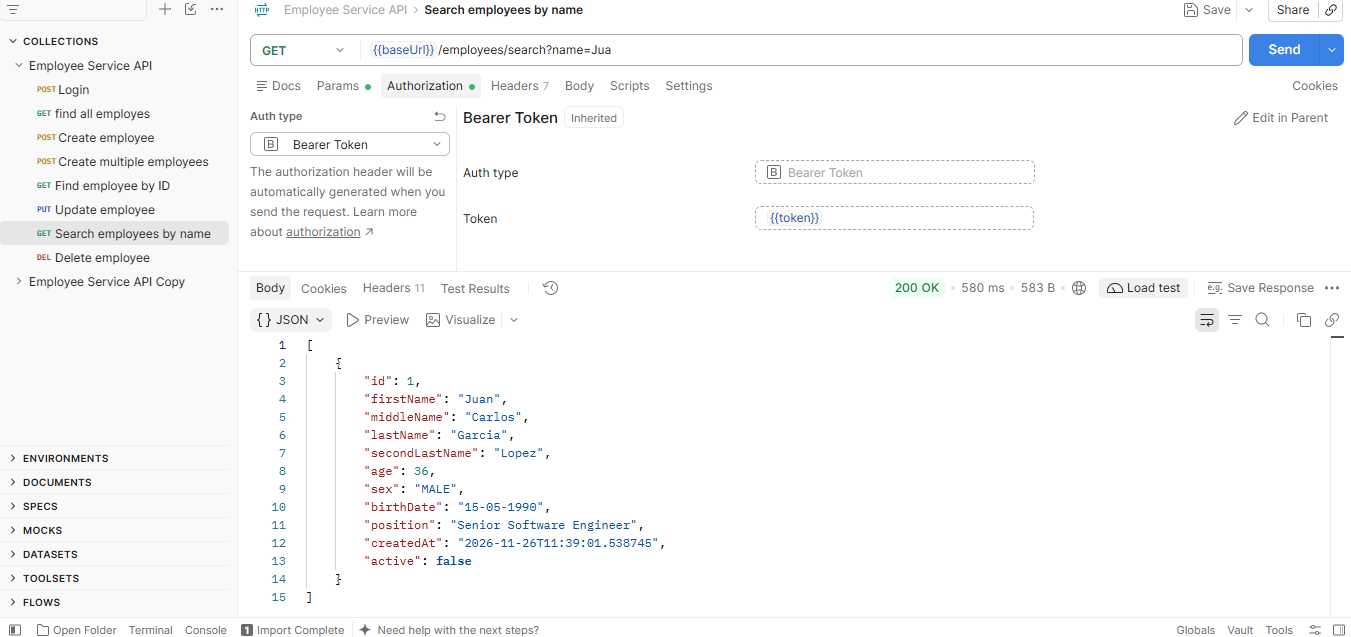 COLLECTIONS
Employee Service API
POST Login
GET find all employes
POST Create employee
POST Create multiple employees
GET Find employee by ID
PUT Update employee
GET Search employees by name
DEL Delete employee
Employee Service API Copy
ENVIRONMENTS
DOCUMENTS
SPECS
MOCKS
DATASETS
TOOLSETS
FLOWS
HTTP Employee Service API > Search employees by name
Save
Share
GET {{baseUrl}}/employees/search?name=Jua
Send
Docs Params Authorization Headers 7 Body Scripts Settings
Cookies
Auth type
B Bearer Token
The authorization header will be
automatically generated when you
send the request. Learn more
about authorization
Bearer Token Inherited
Edit in Parent
Auth type B Bearer Token
Token {{token}}
Body Cookies Headers 11 Test Results
200 OK 580 ms 583 B Load test e.g. Save Response
{} JSON Preview Visualize
1 [
2 {
3 "id": 1,
4 "firstName": "Juan",
5 "middleName": "Carlos",
6 "lastName": "Garcia",
7 "secondLastName": "Lopez",
8 "age": 36,
9 "sex": "MALE",
10 "birthDate": "15-05-1990",
11 "position": "Senior Software Engineer",
12 "createdAt": "2026-11-26T11:39:01.538745",
13 "active": false
14 }
15 ]
Open Folder Terminal Console 1 Import Complete Need help with the next steps?
Globals Vault Tools